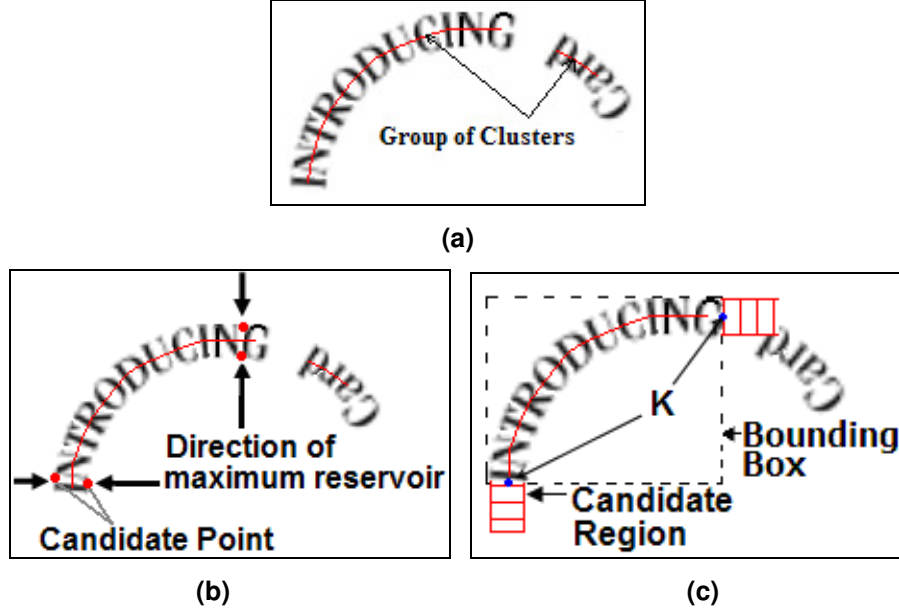 INTRODUCING Card
Group of Clusters
(a)
INTRODUCING Card
Direction of
maximum reservoir
Candidate Point
(b)
INTRODUCING Card
K
Bounding
Box
Candidate
Region
(c)